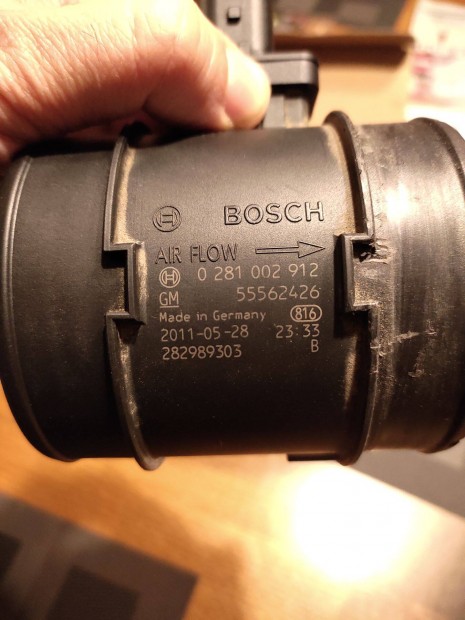 BOSCH
AIR FLOW
0 281 002 912
GM 55562426
Made in Germany 816
2011-05-28 23:33
282989303 B